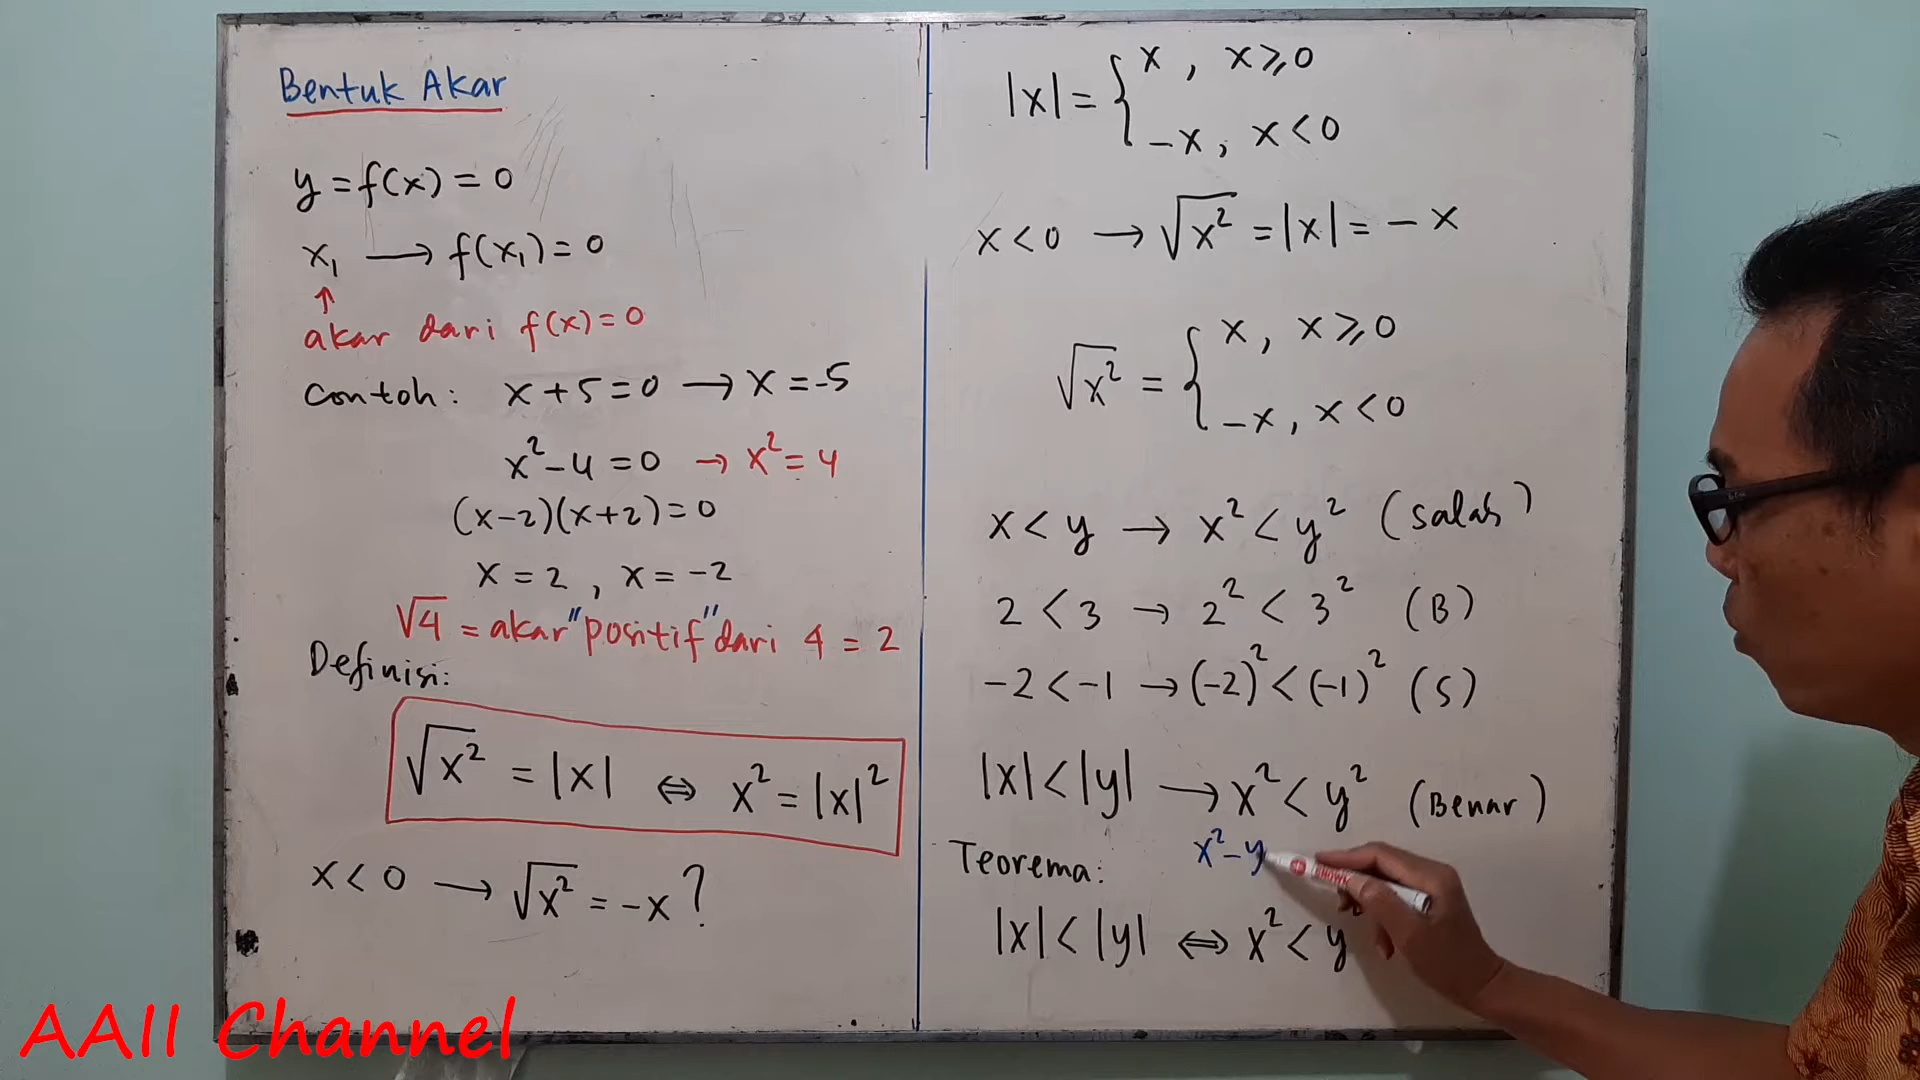 Bentuk Akar
y = f(x) = 0
x₁ → f(x₁) = 0
↑
akar dari f(x) = 0
Contoh: x + 5 = 0 → x = -5
x² - 4 = 0 → x² = 4
(x-2)(x+2) = 0
x = 2 , x = -2
√4 = akar "positif" dari 4 = 2
Definisi:
√x² = |x| ⇔ x² = |x|²
x < 0 → √x² = -x ?
|x| = { x , x ⩾ 0
-x , x < 0
x < 0 → √x² = |x| = -x
√x² = { x , x ⩾ 0
-x , x < 0
x < y → x² < y² (salah)
2 < 3 → 2² < 3² (B)
-2 < -1 → (-2)² < (-1)² (S)
|x| < |y| → x² < y² (Benar)
x² - y
Teorema:
|x| < |y| ⇔ x² < y²
AAII Channel